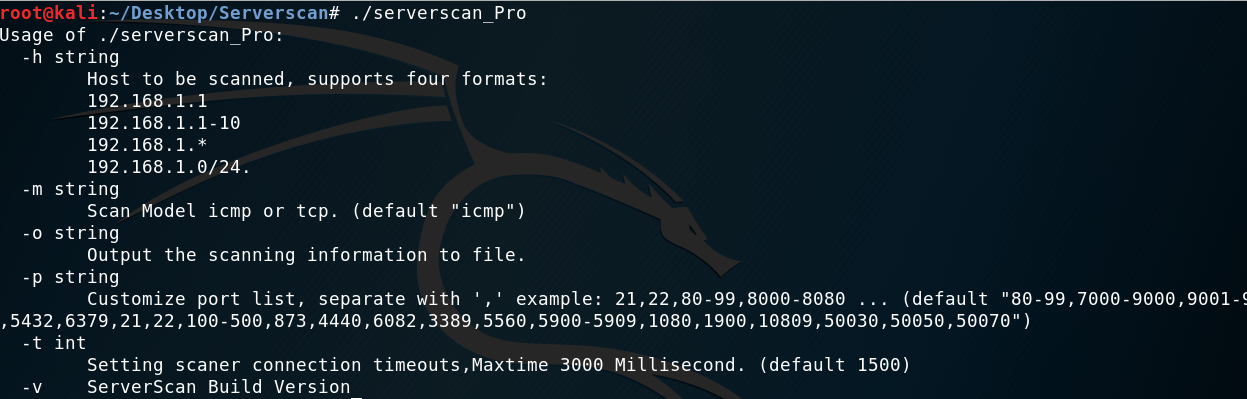 root@kali:~/Desktop/Serverscan# ./serverscan_Pro
Usage of ./serverscan_Pro:
  -h string
        Host to be scanned, supports four formats:
        192.168.1.1
        192.168.1.1-10
        192.168.1.*
        192.168.1.0/24.
  -m string
        Scan Model icmp or tcp. (default "icmp")
  -o string
        Output the scanning information to file.
  -p string
        Customize port list, separate with ',' example: 21,22,80-99,8000-8080 ... (default "80-99,7000-9000,9001-9
,5432,6379,21,22,100-500,873,4440,6082,3389,5560,5900-5909,1080,1900,10809,50030,50050,50070")
  -t int
        Setting scaner connection timeouts,Maxtime 3000 Millisecond. (default 1500)
  -v    ServerScan Build Version